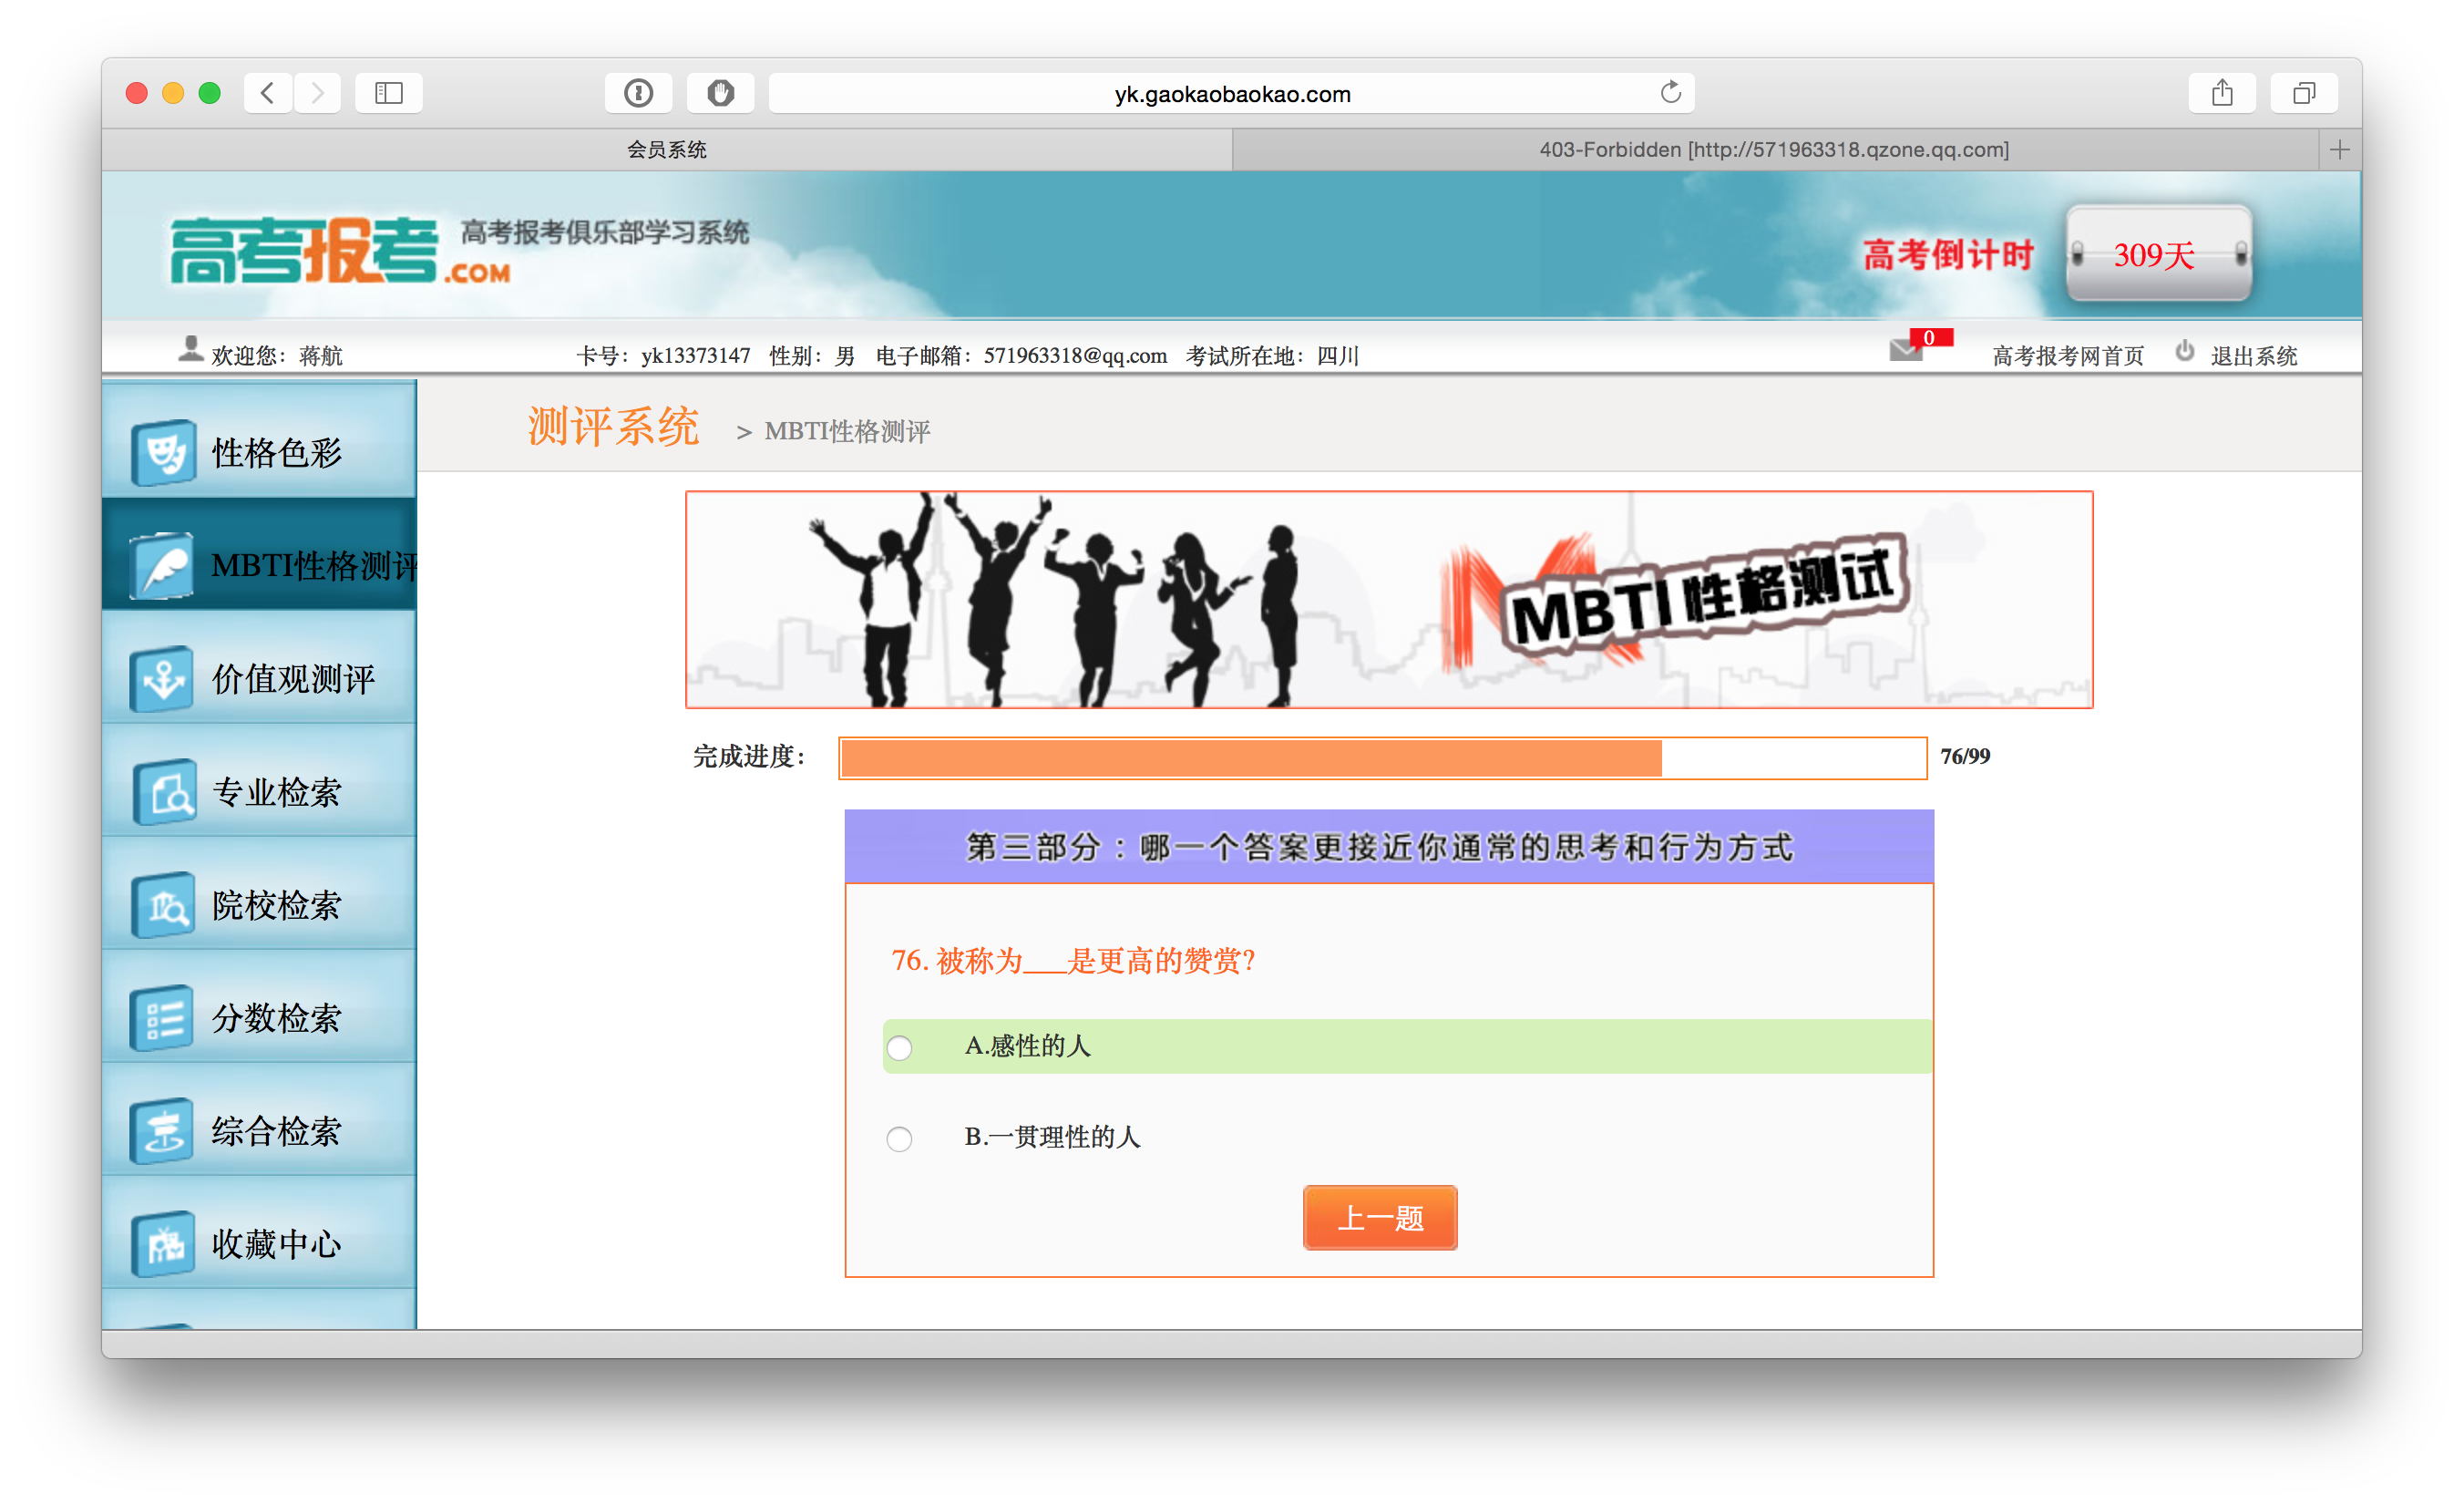 yk.gaokaobaokao.com
会员系统
403-Forbidden [http://571963318.qzone.qq.com]
高考报考.COM
高考报考俱乐部学习系统
高考倒计时
309天
欢迎您：蒋航
卡号：yk13373147 性别：男 电子邮箱：571963318@qq.com 考试所在地：四川
0
高考报考网首页
退出系统
性格色彩
MBTI性格测评
价值观测评
专业检索
院校检索
分数检索
综合检索
收藏中心
测评系统 > MBTI性格测评
MBTI性格测试
完成进度：
76/99
第三部分：哪一个答案更接近你通常的思考和行为方式
76. 被称为___是更高的赞赏?
A.感性的人
B.一贯理性的人
上一题